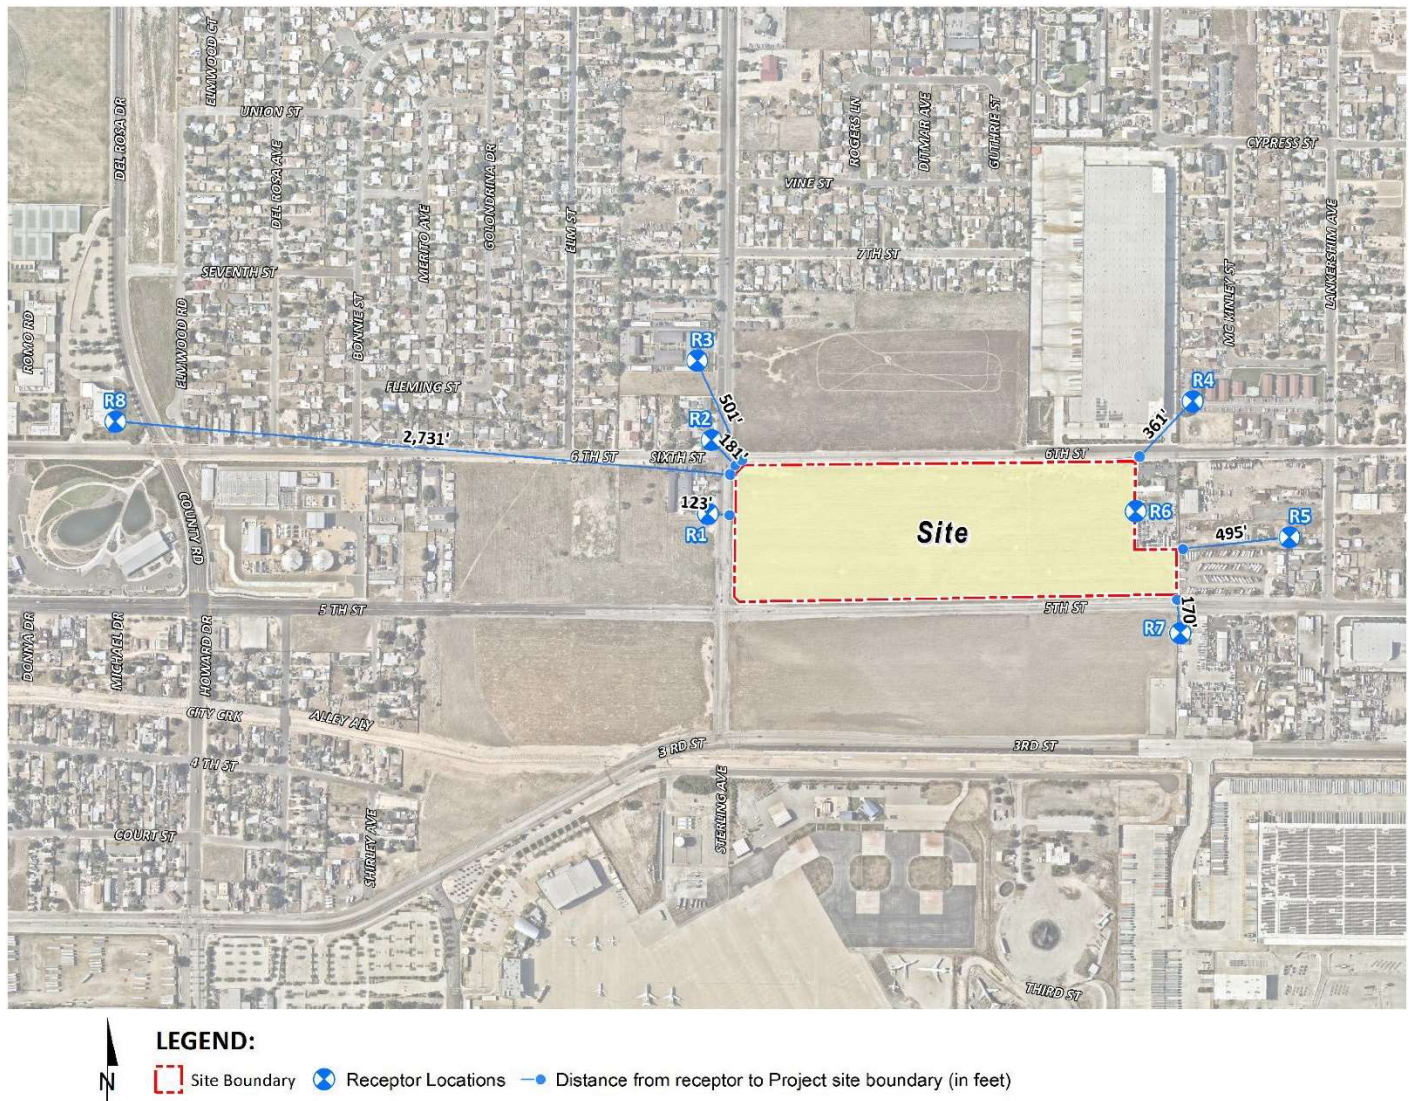 ELMWOOD CT
UNION ST
DEL ROSA DR
DEL ROSA AVE
GOLONDRINA DR
MERITO AVE
ELM ST
ROGERS LN
DITMAR AVE
GUTHRIE ST
CYPRESS ST
VINE ST
LANKERSHIM AVE
7TH ST
SEVENTH ST
MC KINLEY ST
ELMWOOD RD
BONNIE ST
ROMO RD
FLEMING ST
R3
501'
R4
361'
R8
2,731'
R2
181'
6 TH ST
SIXTH ST
6TH ST
COUNTY RD
123'
R1
Site
R6
R5
495'
5 TH ST
5TH ST
170'
R7
DONNA DR
MICHAEL DR
HOWARD DR
CITY CRK
ALLEY ALY
4 TH ST
3 RD ST
3RD ST
COURT ST
SHIRLEY AVE
STERLING AVE
THIRD ST
N
LEGEND:
Site Boundary
Receptor Locations
Distance from receptor to Project site boundary (in feet)